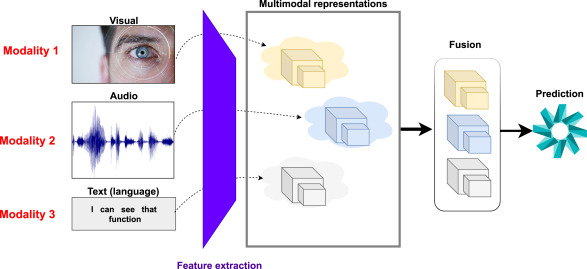 Visual
Multimodal representations
Modality 1
Fusion
Audio
Prediction
Modality 2
Text (language)
I can see that
function
Modality 3
Feature extraction